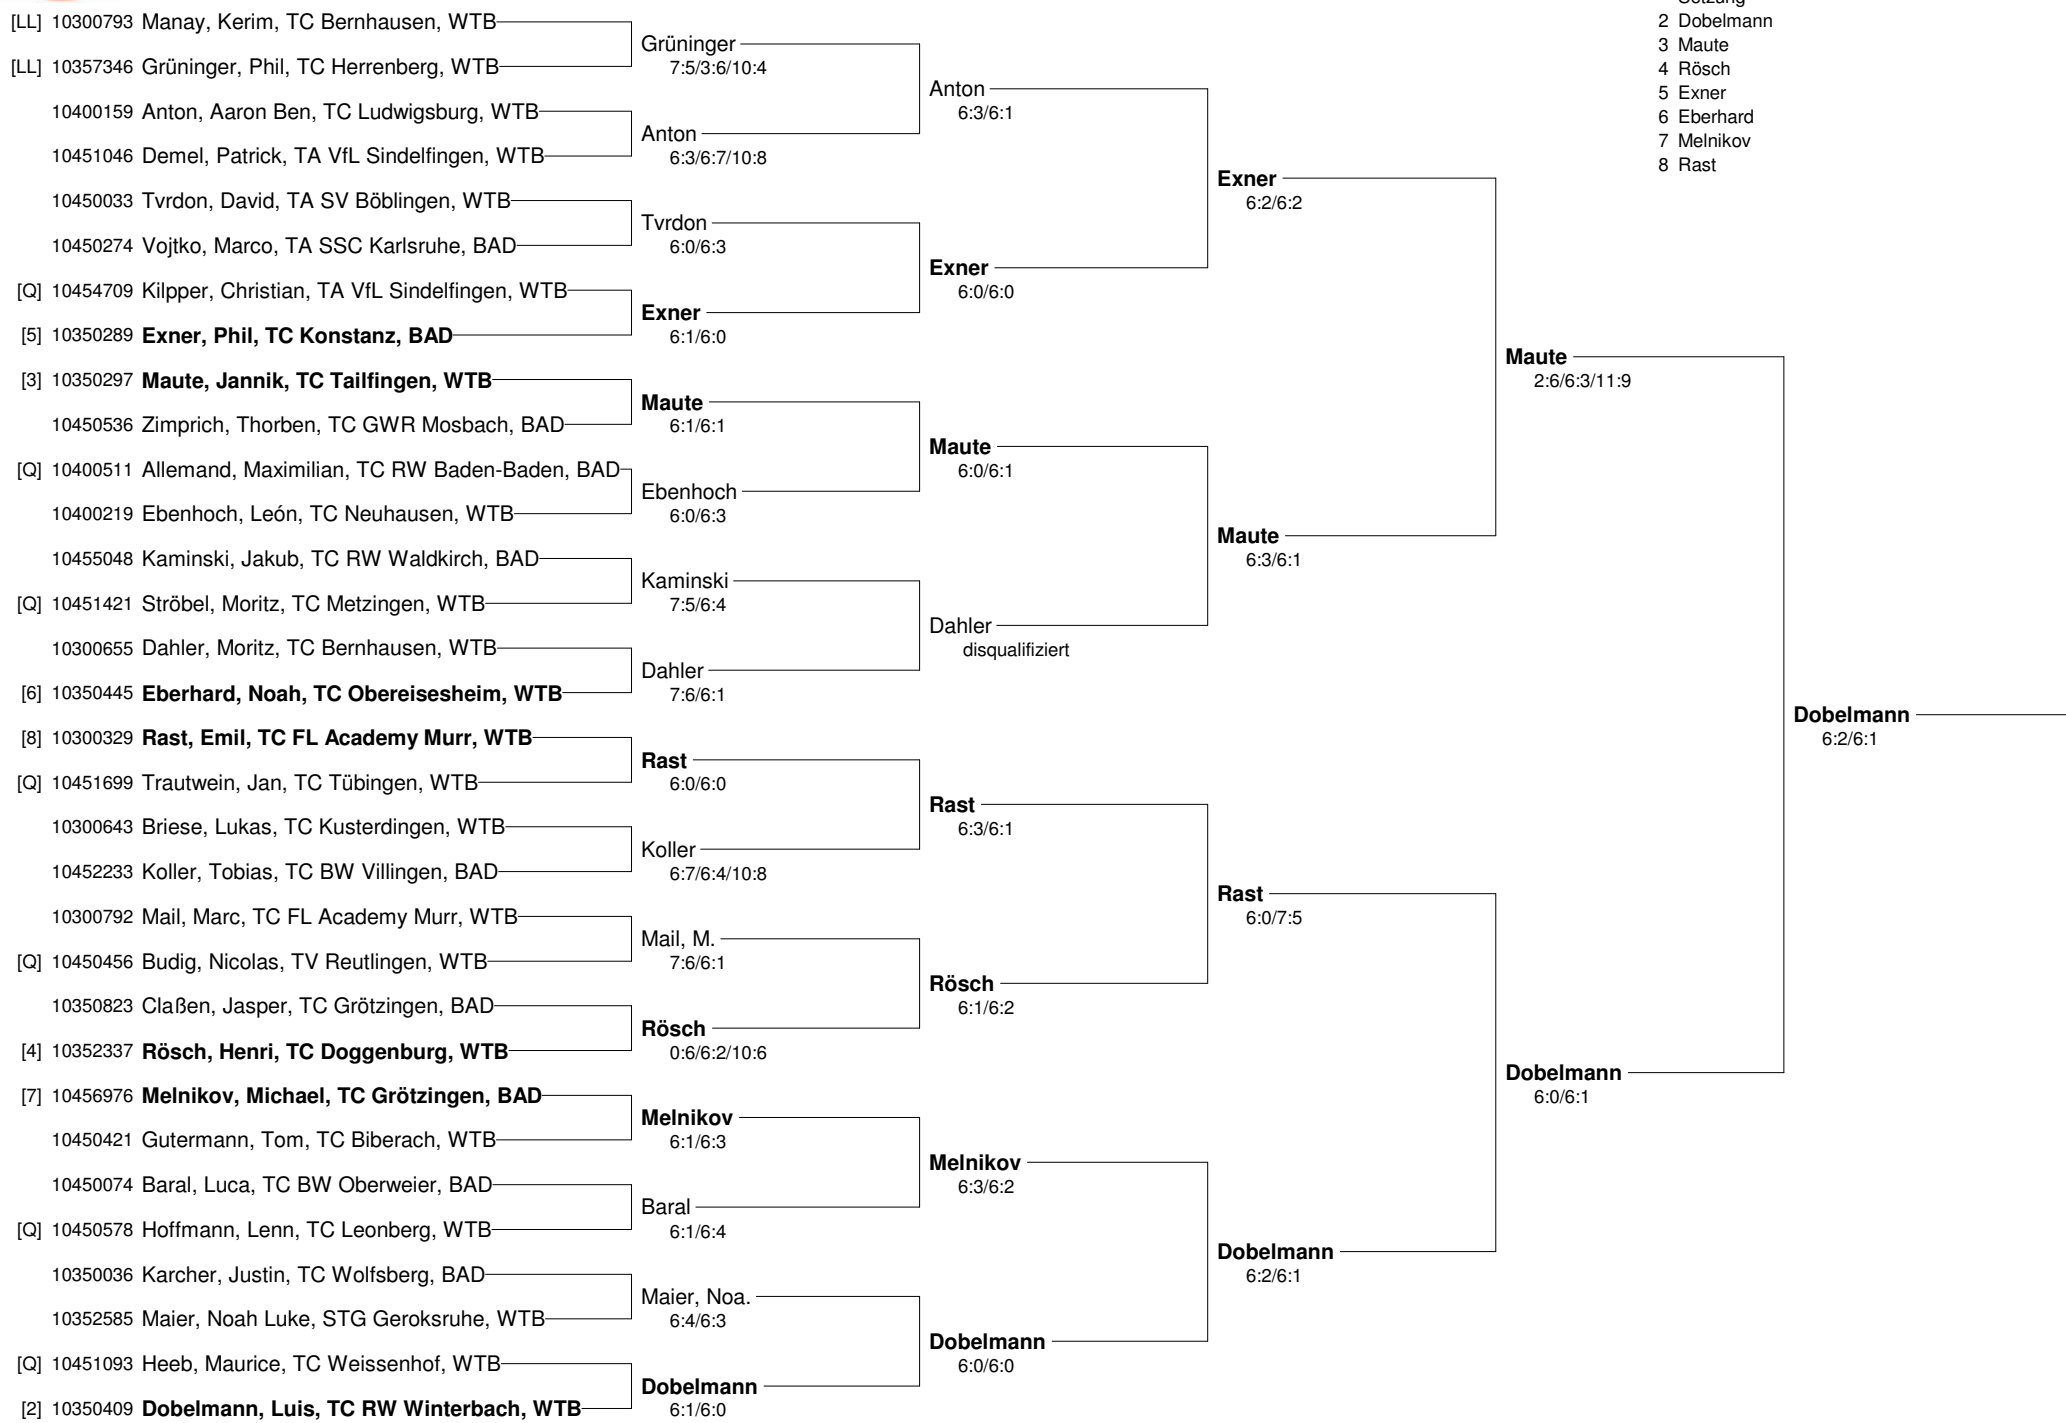 Setzung
2 Dobelmann
3 Maute
4 Rösch
5 Exner
6 Eberhard
7 Melnikov
8 Rast
[LL] 10300793 Manay, Kerim, TC Bernhausen, WTB
[LL] 10357346 Grüninger, Phil, TC Herrenberg, WTB
10400159 Anton, Aaron Ben, TC Ludwigsburg, WTB
10451046 Demel, Patrick, TA VfL Sindelfingen, WTB
10450033 Tvrdon, David, TA SV Böblingen, WTB
10450274 Vojtko, Marco, TA SSC Karlsruhe, BAD
[Q] 10454709 Kilpper, Christian, TA VfL Sindelfingen, WTB
[5] 10350289 Exner, Phil, TC Konstanz, BAD
[3] 10350297 Maute, Jannik, TC Tailfingen, WTB
10450536 Zimprich, Thorben, TC GWR Mosbach, BAD
[Q] 10400511 Allemand, Maximilian, TC RW Baden-Baden, BAD
10400219 Ebenhoch, León, TC Neuhausen, WTB
10455048 Kaminski, Jakub, TC RW Waldkirch, BAD
[Q] 10451421 Ströbel, Moritz, TC Metzingen, WTB
10300655 Dahler, Moritz, TC Bernhausen, WTB
[6] 10350445 Eberhard, Noah, TC Obereisesheim, WTB
[8] 10300329 Rast, Emil, TC FL Academy Murr, WTB
[Q] 10451699 Trautwein, Jan, TC Tübingen, WTB
10300643 Briese, Lukas, TC Kusterdingen, WTB
10452233 Koller, Tobias, TC BW Villingen, BAD
10300792 Mail, Marc, TC FL Academy Murr, WTB
[Q] 10450456 Budig, Nicolas, TV Reutlingen, WTB
10350823 Claßen, Jasper, TC Grötzingen, BAD
[4] 10352337 Rösch, Henri, TC Doggenburg, WTB
[7] 10456976 Melnikov, Michael, TC Grötzingen, BAD
10450421 Gutermann, Tom, TC Biberach, WTB
10450074 Baral, Luca, TC BW Oberweier, BAD
[Q] 10450578 Hoffmann, Lenn, TC Leonberg, WTB
10350036 Karcher, Justin, TC Wolfsberg, BAD
10352585 Maier, Noah Luke, STG Geroksruhe, WTB
[Q] 10451093 Heeb, Maurice, TC Weissenhof, WTB
[2] 10350409 Dobelmann, Luis, TC RW Winterbach, WTB
Grüninger
7:5/3:6/10:4
Anton
6:3/6:7/10:8
Tvrdon
6:0/6:3
Exner
6:1/6:0
Maute
6:1/6:1
Ebenhoch
6:0/6:3
Kaminski
7:5/6:4
Dahler
7:6/6:1
Rast
6:0/6:0
Koller
6:7/6:4/10:8
Mail, M.
7:6/6:1
Rösch
0:6/6:2/10:6
Melnikov
6:1/6:3
Baral
6:1/6:4
Maier, Noa.
6:4/6:3
Dobelmann
6:1/6:0
Anton
6:3/6:1
Exner
6:0/6:0
Maute
6:0/6:1
Dahler
disqualifiziert
Rast
6:3/6:1
Rösch
6:1/6:2
Melnikov
6:3/6:2
Dobelmann
6:0/6:0
Exner
6:2/6:2
Maute
6:3/6:1
Rast
6:0/7:5
Dobelmann
6:2/6:1
Maute
2:6/6:3/11:9
Dobelmann
6:0/6:1
Dobelmann
6:2/6:1